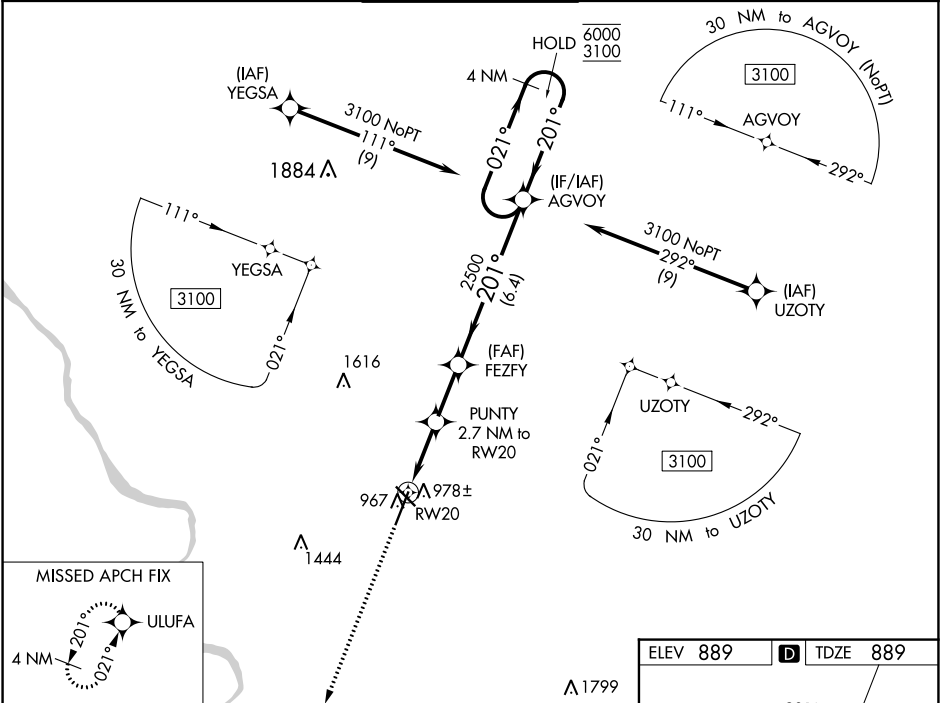 HOLD 6000
3100
4 NM
021°
201°
(IAF)
YEGSA
3100 NoPT
111°
(9)
1884
30 NM to AGVOY (NoPT)
3100
111°
AGVOY
292°
(IF/IAF)
AGVOY
3100 NoPT
292°
(9)
(IAF)
UZOTY
111°
YEGSA
3100
021°
30 NM to YEGSA
2500
201°
(6.4)
(FAF)
FEZFY
1616
PUNTY
2.7 NM to
RW20
UZOTY
292°
021°
3100
30 NM to UZOTY
967
978±
RW20
1444
MISSED APCH FIX
ULUFA
201°
021°
4 NM
1799
ELEV 889 D TDZE 889